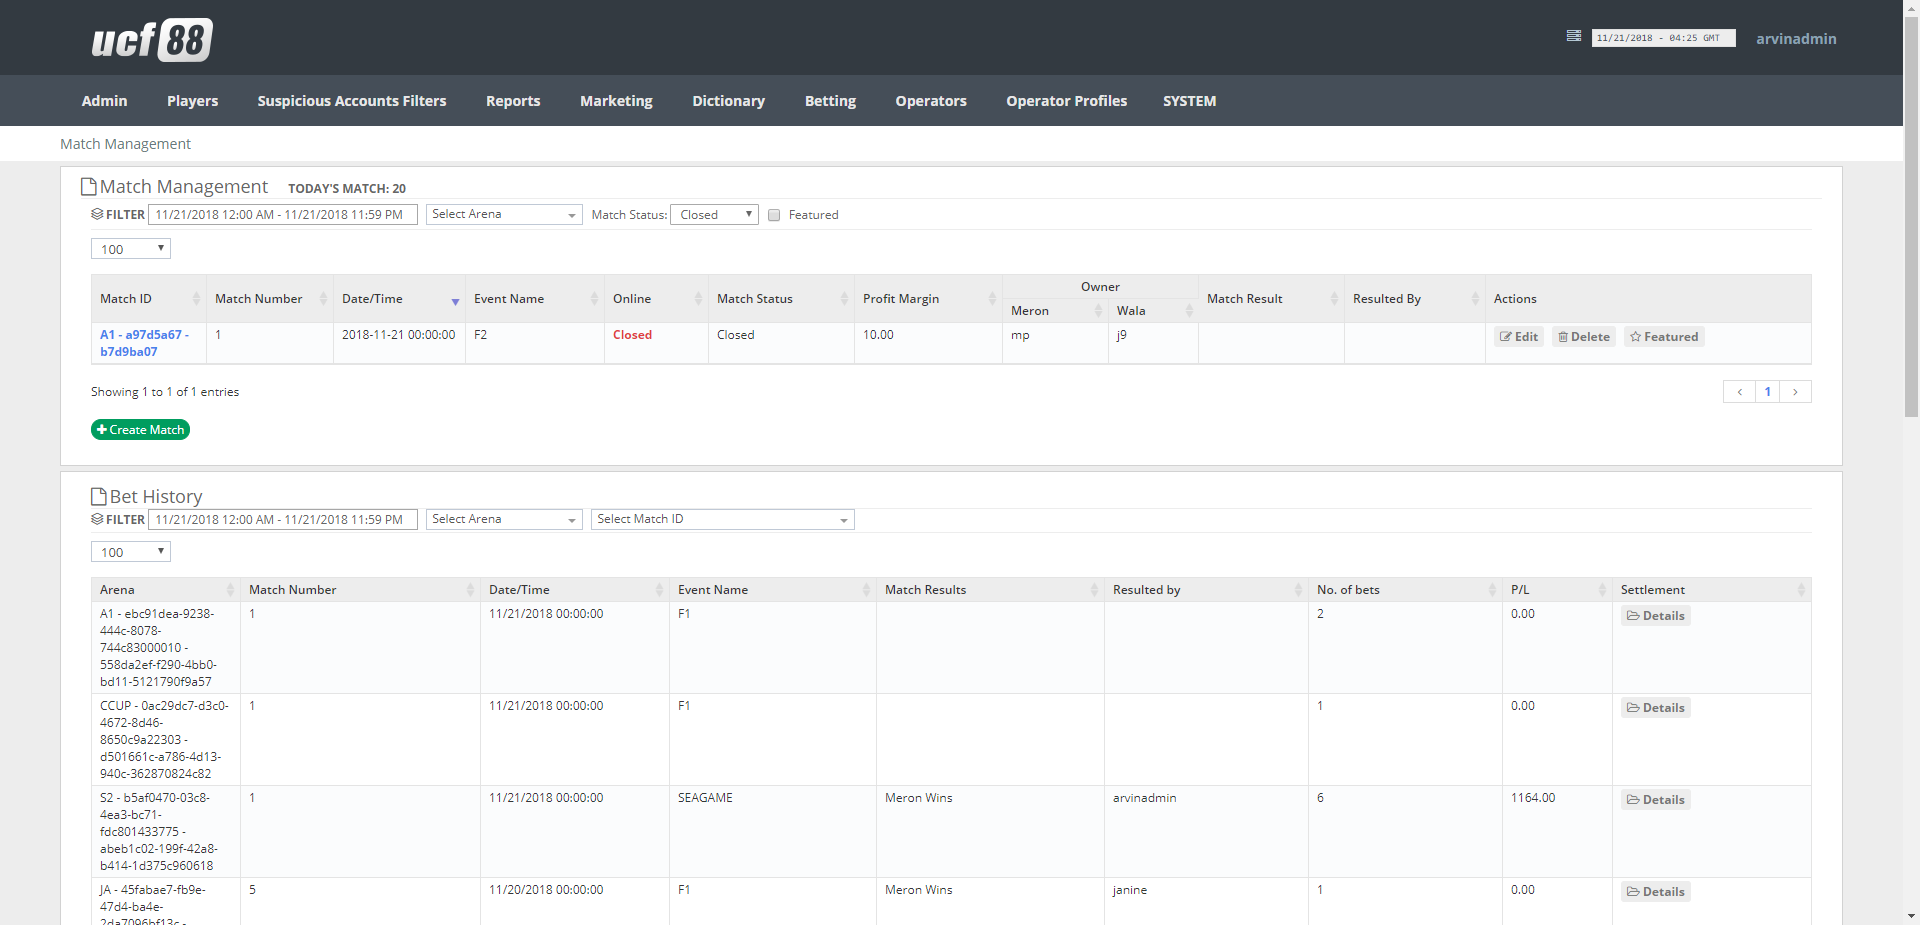 ucf 88
11/21/2018 - 04:25 GMT
arvinadmin
Admin Players Suspicious Accounts Filters Reports Marketing Dictionary Betting Operators Operator Profiles SYSTEM
Match Management
Match Management TODAY'S MATCH: 20
FILTER 11/21/2018 12:00 AM - 11/21/2018 11:59 PM Select Arena Match Status: Closed Featured
100
Owner
Match ID Match Number Date/Time Event Name Online Match Status Profit Margin Match Result Resulted By Actions
Meron Wala
A1 - a97d5a67 - 1 2018-11-21 00:00:00 F2 Closed Closed 10.00 mp j9 Edit Delete Featured
b7d9ba07
Showing 1 to 1 of 1 entries
‹ 1 ›
Create Match
Bet History
FILTER 11/21/2018 12:00 AM - 11/21/2018 11:59 PM Select Arena Select Match ID
100
Arena Match Number Date/Time Event Name Match Results Resulted by No. of bets P/L Settlement
A1 - ebc91dea-9238- 1 11/21/2018 00:00:00 F1 2 0.00 Details
444c-8078-
744c83000010 -
558da2ef-f290-4bb0-
bd11-5121790f9a57
CCUP - 0ac29dc7-d3c0- 1 11/21/2018 00:00:00 F1 1 0.00 Details
4672-8d46-
8650c9a22303 -
d501661c-a786-4d13-
940c-362870824c82
S2 - b5af0470-03c8- 1 11/21/2018 00:00:00 SEAGAME Meron Wins arvinadmin 6 1164.00 Details
4ea3-bc71-
fdc801433775 -
abeb1c02-199f-42a8-
b414-1d375c960618
JA - 45fabae7-fb9e- 5 11/20/2018 00:00:00 F1 Meron Wins janine 1 0.00 Details
47d4-ba4e-
2da7096bf13c -